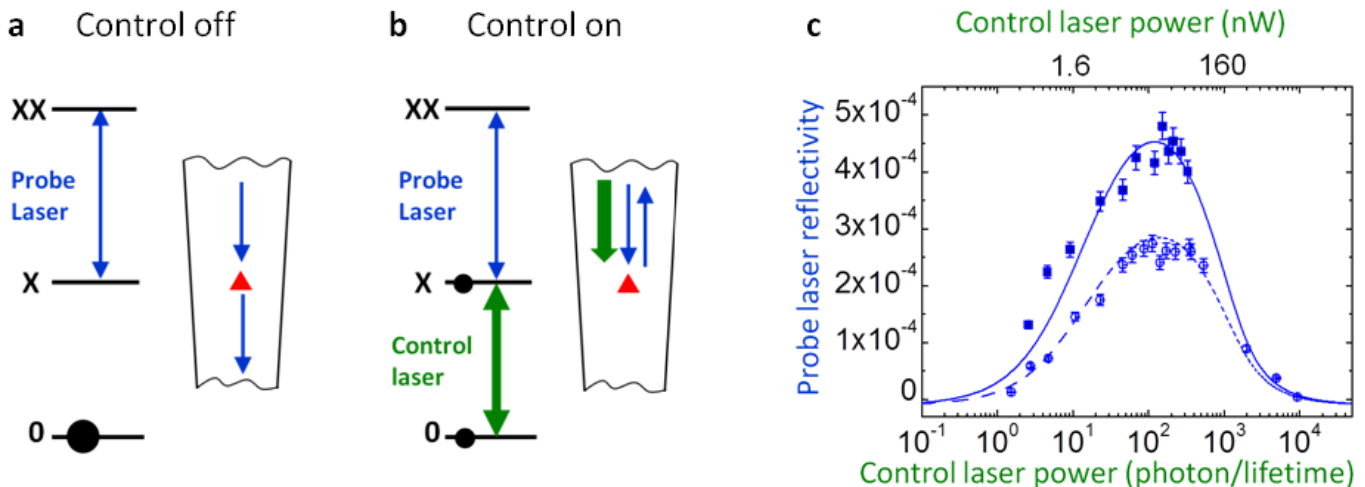 a Control off
XX
Probe
Laser
X
0
b Control on
XX
Probe
Laser
X
Control
laser
0
c
Control laser power (nW)
1.6 160
Probe laser reflectivity
5x10⁻⁴
4x10⁻⁴
3x10⁻⁴
2x10⁻⁴
1x10⁻⁴
0
10⁻¹ 10⁰ 10¹ 10² 10³ 10⁴
Control laser power (photon/lifetime)